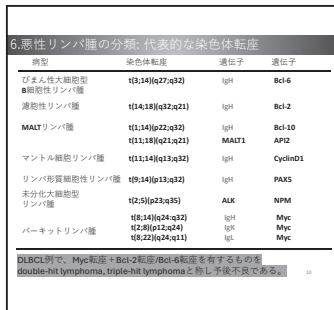 6.悪性リンパ腫の分類: 代表的な染色体転座
病型 染色体転座 遺伝子 遺伝子
びまん性大細胞型
B細胞性リンパ腫 t(3;14)(q27;q32) IgH Bcl-6
濾胞性リンパ腫 t(14;18)(q32;q21) IgH Bcl-2
MALTリンパ腫 t(1;14)(p22;q32) IgH Bcl-10
t(11;18)(q21;q21) MALT1 API2
マントル細胞リンパ腫 t(11;14)(q13;q32) IgH CyclinD1
リンパ形質細胞性リンパ腫 t(9;14)(p13;q32) IgH PAX5
未分化大細胞型
リンパ腫 t(2;5)(p23;q35) ALK NPM
t(8;14)(q24:q32) IgH Myc
バーキットリンパ腫 t(2;8)(p12;q24) IgK Myc
t(8;22)(q24;q11) IgL Myc
DLBCL例で、Myc転座+Bcl-2転座/Bcl-6転座を有するものを
double-hit lymphoma, triple-hit lymphomaと称し予後不良である。
10